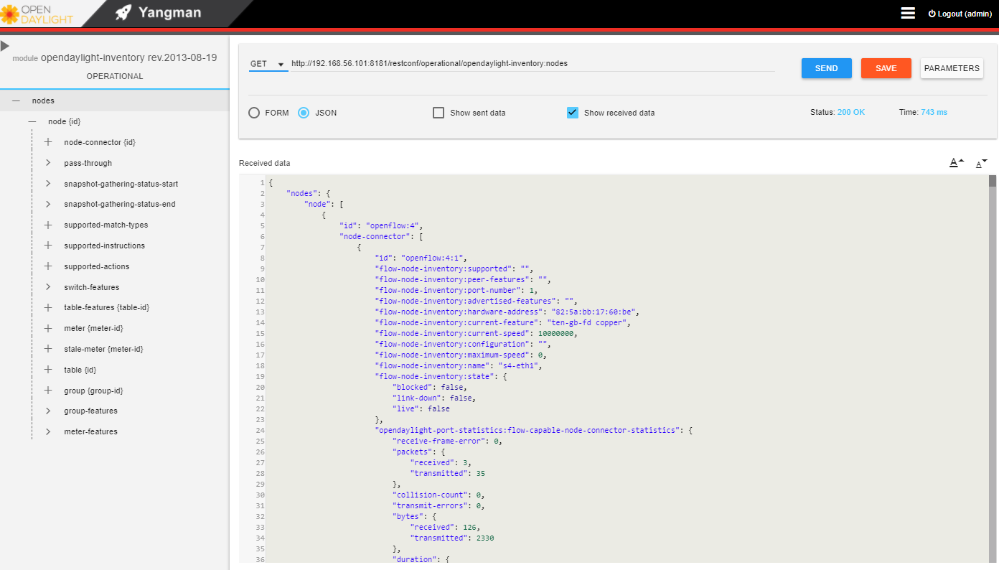 OPEN
DAYLIGHT
Yangman
Logout (admin)
module opendaylight-inventory rev.2013-08-19
OPERATIONAL
nodes
node {id}
node-connector {id}
pass-through
snapshot-gathering-status-start
snapshot-gathering-status-end
supported-match-types
supported-instructions
supported-actions
switch-features
table-features {table-id}
meter {meter-id}
stale-meter {meter-id}
table {id}
group {group-id}
group-features
meter-features
GET http://192.168.56.101:8181/restconf/operational/opendaylight-inventory:nodes
SEND SAVE PARAMETERS
FORM JSON Show sent data Show received data Status: 200 OK Time: 743 ms
Received data
A A
1 {
2 "nodes": {
3 "node": [
4 {
5 "id": "openflow:4",
6 "node-connector": [
7 {
8 "id": "openflow:4:1",
9 "flow-node-inventory:supported": "",
10 "flow-node-inventory:peer-features": "",
11 "flow-node-inventory:port-number": 1,
12 "flow-node-inventory:advertised-features": "",
13 "flow-node-inventory:hardware-address": "82:5a:bb:17:60:be",
14 "flow-node-inventory:current-feature": "ten-gb-fd copper",
15 "flow-node-inventory:current-speed": 10000000,
16 "flow-node-inventory:configuration": "",
17 "flow-node-inventory:maximum-speed": 0,
18 "flow-node-inventory:name": "s4-eth1",
19 "flow-node-inventory:state": {
20 "blocked": false,
21 "link-down": false,
22 "live": false
23 },
24 "opendaylight-port-statistics:flow-capable-node-connector-statistics": {
25 "receive-frame-error": 0,
26 "packets": {
27 "received": 3,
28 "transmitted": 35
29 },
30 "collision-count": 0,
31 "transmit-errors": 0,
32 "bytes": {
33 "received": 126,
34 "transmitted": 2330
35 },
36 "duration": {